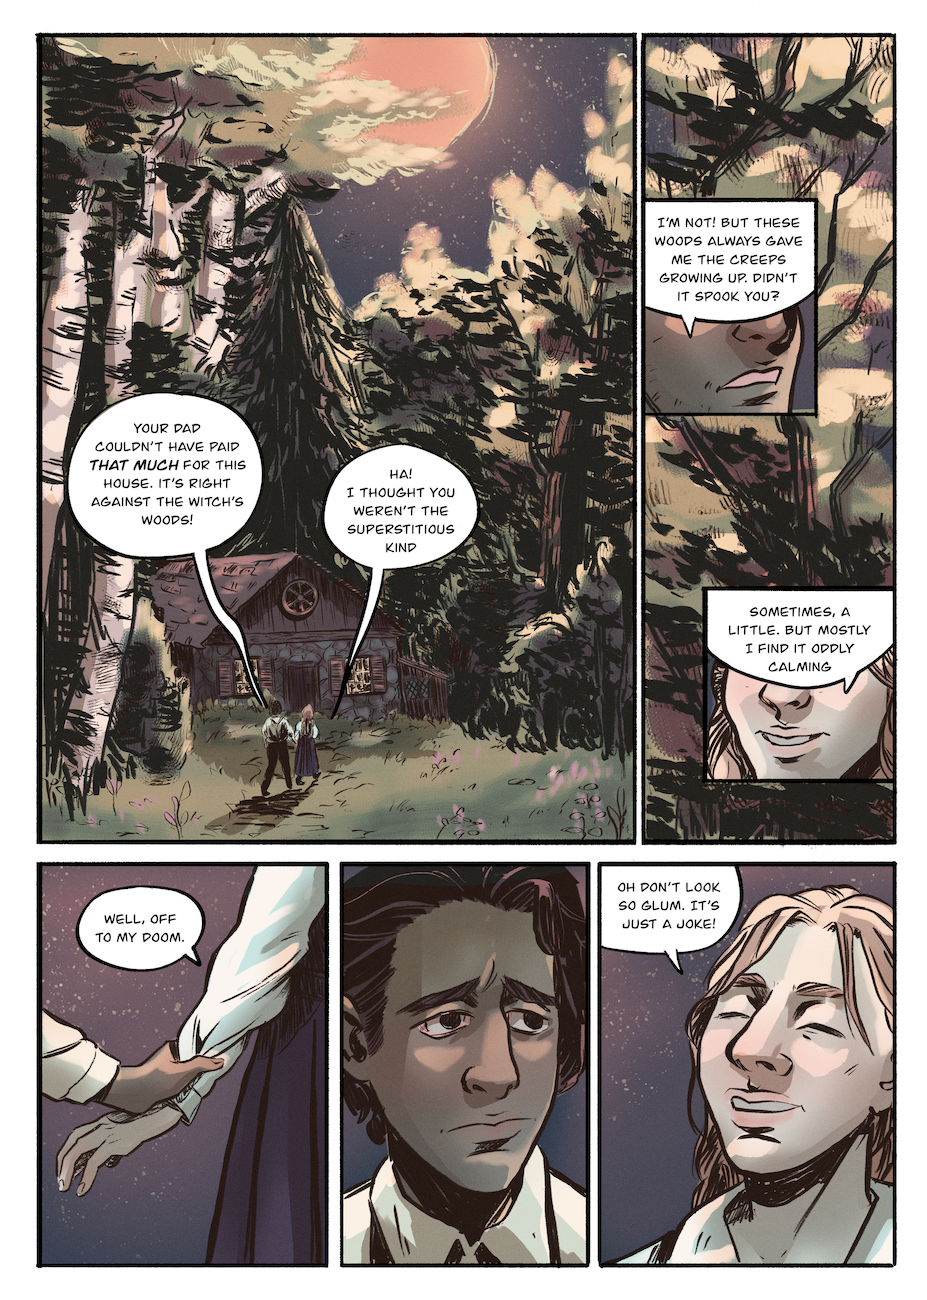 YOUR DAD
COULDN'T HAVE PAID
THAT MUCH FOR THIS
HOUSE. IT'S RIGHT
AGAINST THE WITCH'S
WOODS!
HA!
I THOUGHT YOU
WEREN'T THE
SUPERSTITIOUS
KIND
I'M NOT! BUT THESE
WOODS ALWAYS GAVE
ME THE CREEPS
GROWING UP. DIDN'T
IT SPOOK YOU?
SOMETIMES, A
LITTLE. BUT MOSTLY
I FIND IT ODDLY
CALMING
WELL, OFF
TO MY DOOM.
OH DON'T LOOK
SO GLUM. IT'S
JUST A JOKE!